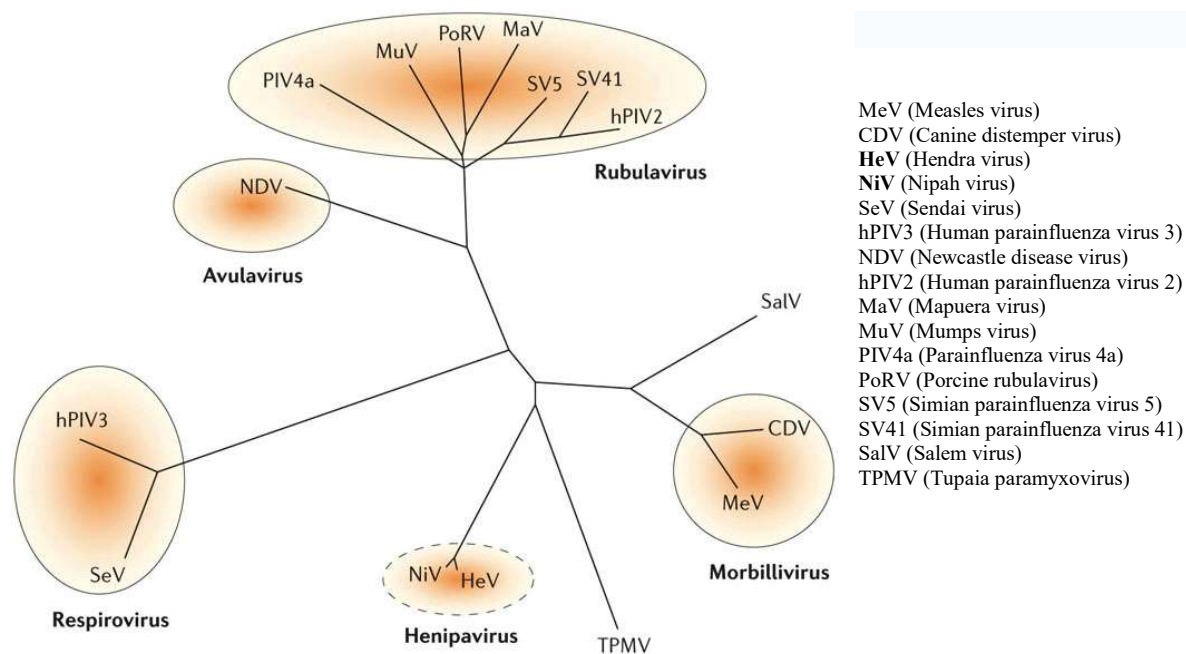 PoRV
MaV
MuV
PIV4a
SV5
SV41
hPIV2
Rubulavirus
NDV
Avulavirus
SalV
hPIV3
SeV
Respirovirus
CDV
MeV
Morbillivirus
NiV
HeV
Henipavirus
TPMV
MeV (Measles virus)
CDV (Canine distemper virus)
HeV (Hendra virus)
NiV (Nipah virus)
SeV (Sendai virus)
hPIV3 (Human parainfluenza virus 3)
NDV (Newcastle disease virus)
hPIV2 (Human parainfluenza virus 2)
MaV (Mapuera virus)
MuV (Mumps virus)
PIV4a (Parainfluenza virus 4a)
PoRV (Porcine rubulavirus)
SV5 (Simian parainfluenza virus 5)
SV41 (Simian parainfluenza virus 41)
SalV (Salem virus)
TPMV (Tupaia paramyxovirus)